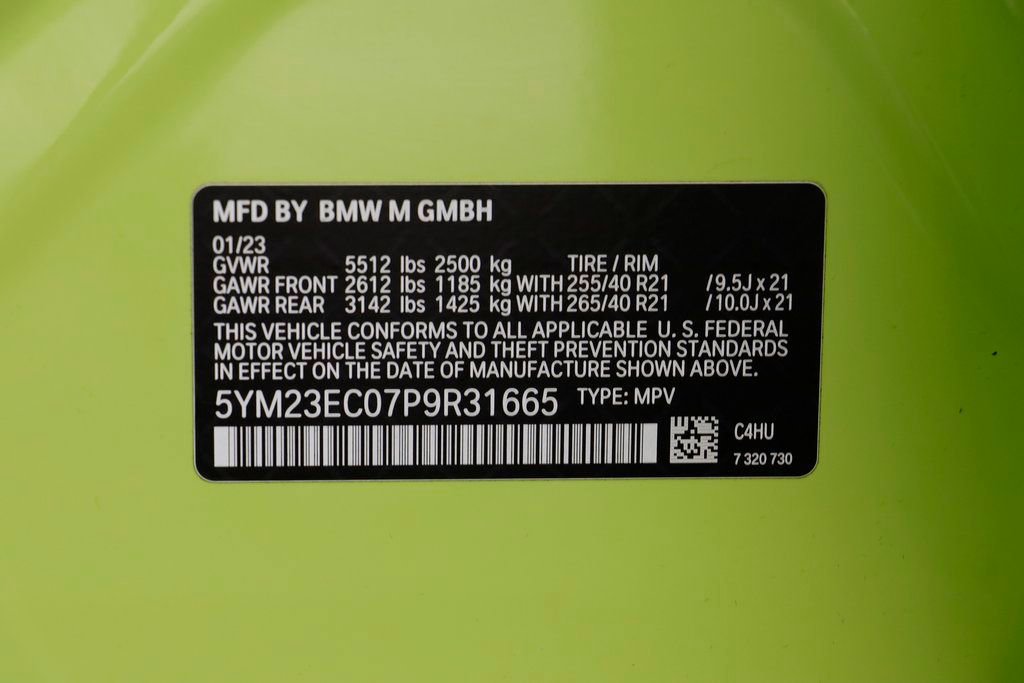 MFD BY BMW M GMBH
01/23
GVWR 5512 lbs 2500 kg TIRE / RIM
GAWR FRONT 2612 lbs 1185 kg WITH 255/40 R21 /9.5J x 21
GAWR REAR 3142 lbs 1425 kg WITH 265/40 R21 /10.0J x 21
THIS VEHICLE CONFORMS TO ALL APPLICABLE U. S. FEDERAL
MOTOR VEHICLE SAFETY AND THEFT PREVENTION STANDARDS
IN EFFECT ON THE DATE OF MANUFACTURE SHOWN ABOVE.
5YM23EC07P9R31665 TYPE: MPV
C4HU
7 320 730